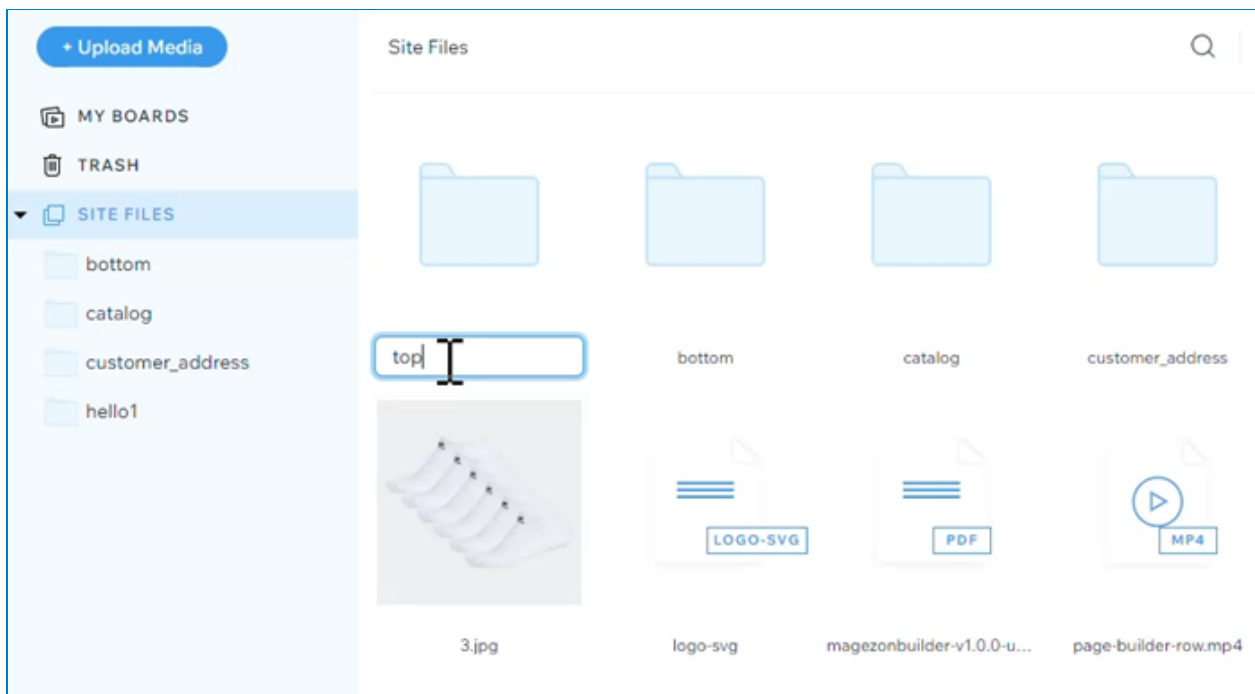 + Upload Media
Site Files
MY BOARDS
TRASH
SITE FILES
bottom
catalog
customer_address
hello1
top
bottom
catalog
customer_address
LOGO-SVG
PDF
MP4
3.jpg
logo-svg
magezonbuilder-v1.0.0-u...
page-builder-row.mp4